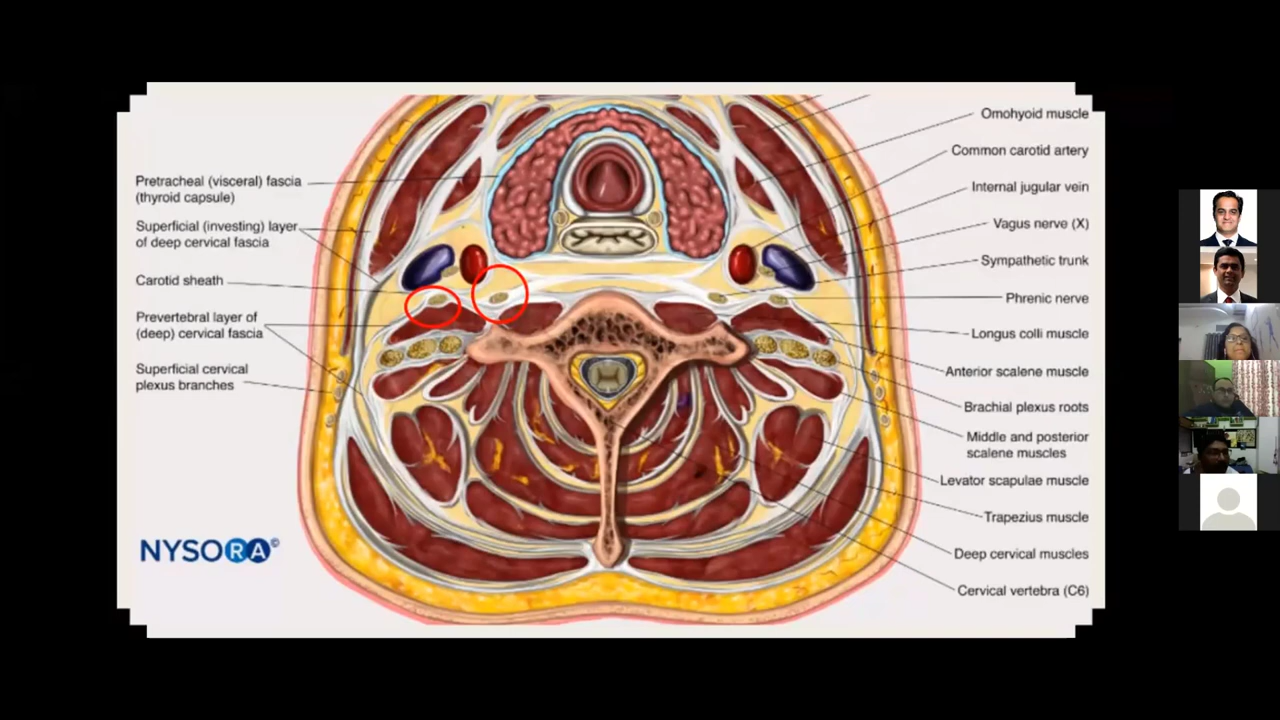 Pretracheal (visceral) fascia
(thyroid capsule)
Superficial (investing) layer
of deep cervical fascia
Carotid sheath
Prevertebral layer of
(deep) cervical fascia
Superficial cervical
plexus branches
NYSORA©
Omohyoid muscle
Common carotid artery
Internal jugular vein
Vagus nerve (X)
Sympathetic trunk
Phrenic nerve
Longus colli muscle
Anterior scalene muscle
Brachial plexus roots
Middle and posterior
scalene muscles
Levator scapulae muscle
Trapezius muscle
Deep cervical muscles
Cervical vertebra (C6)